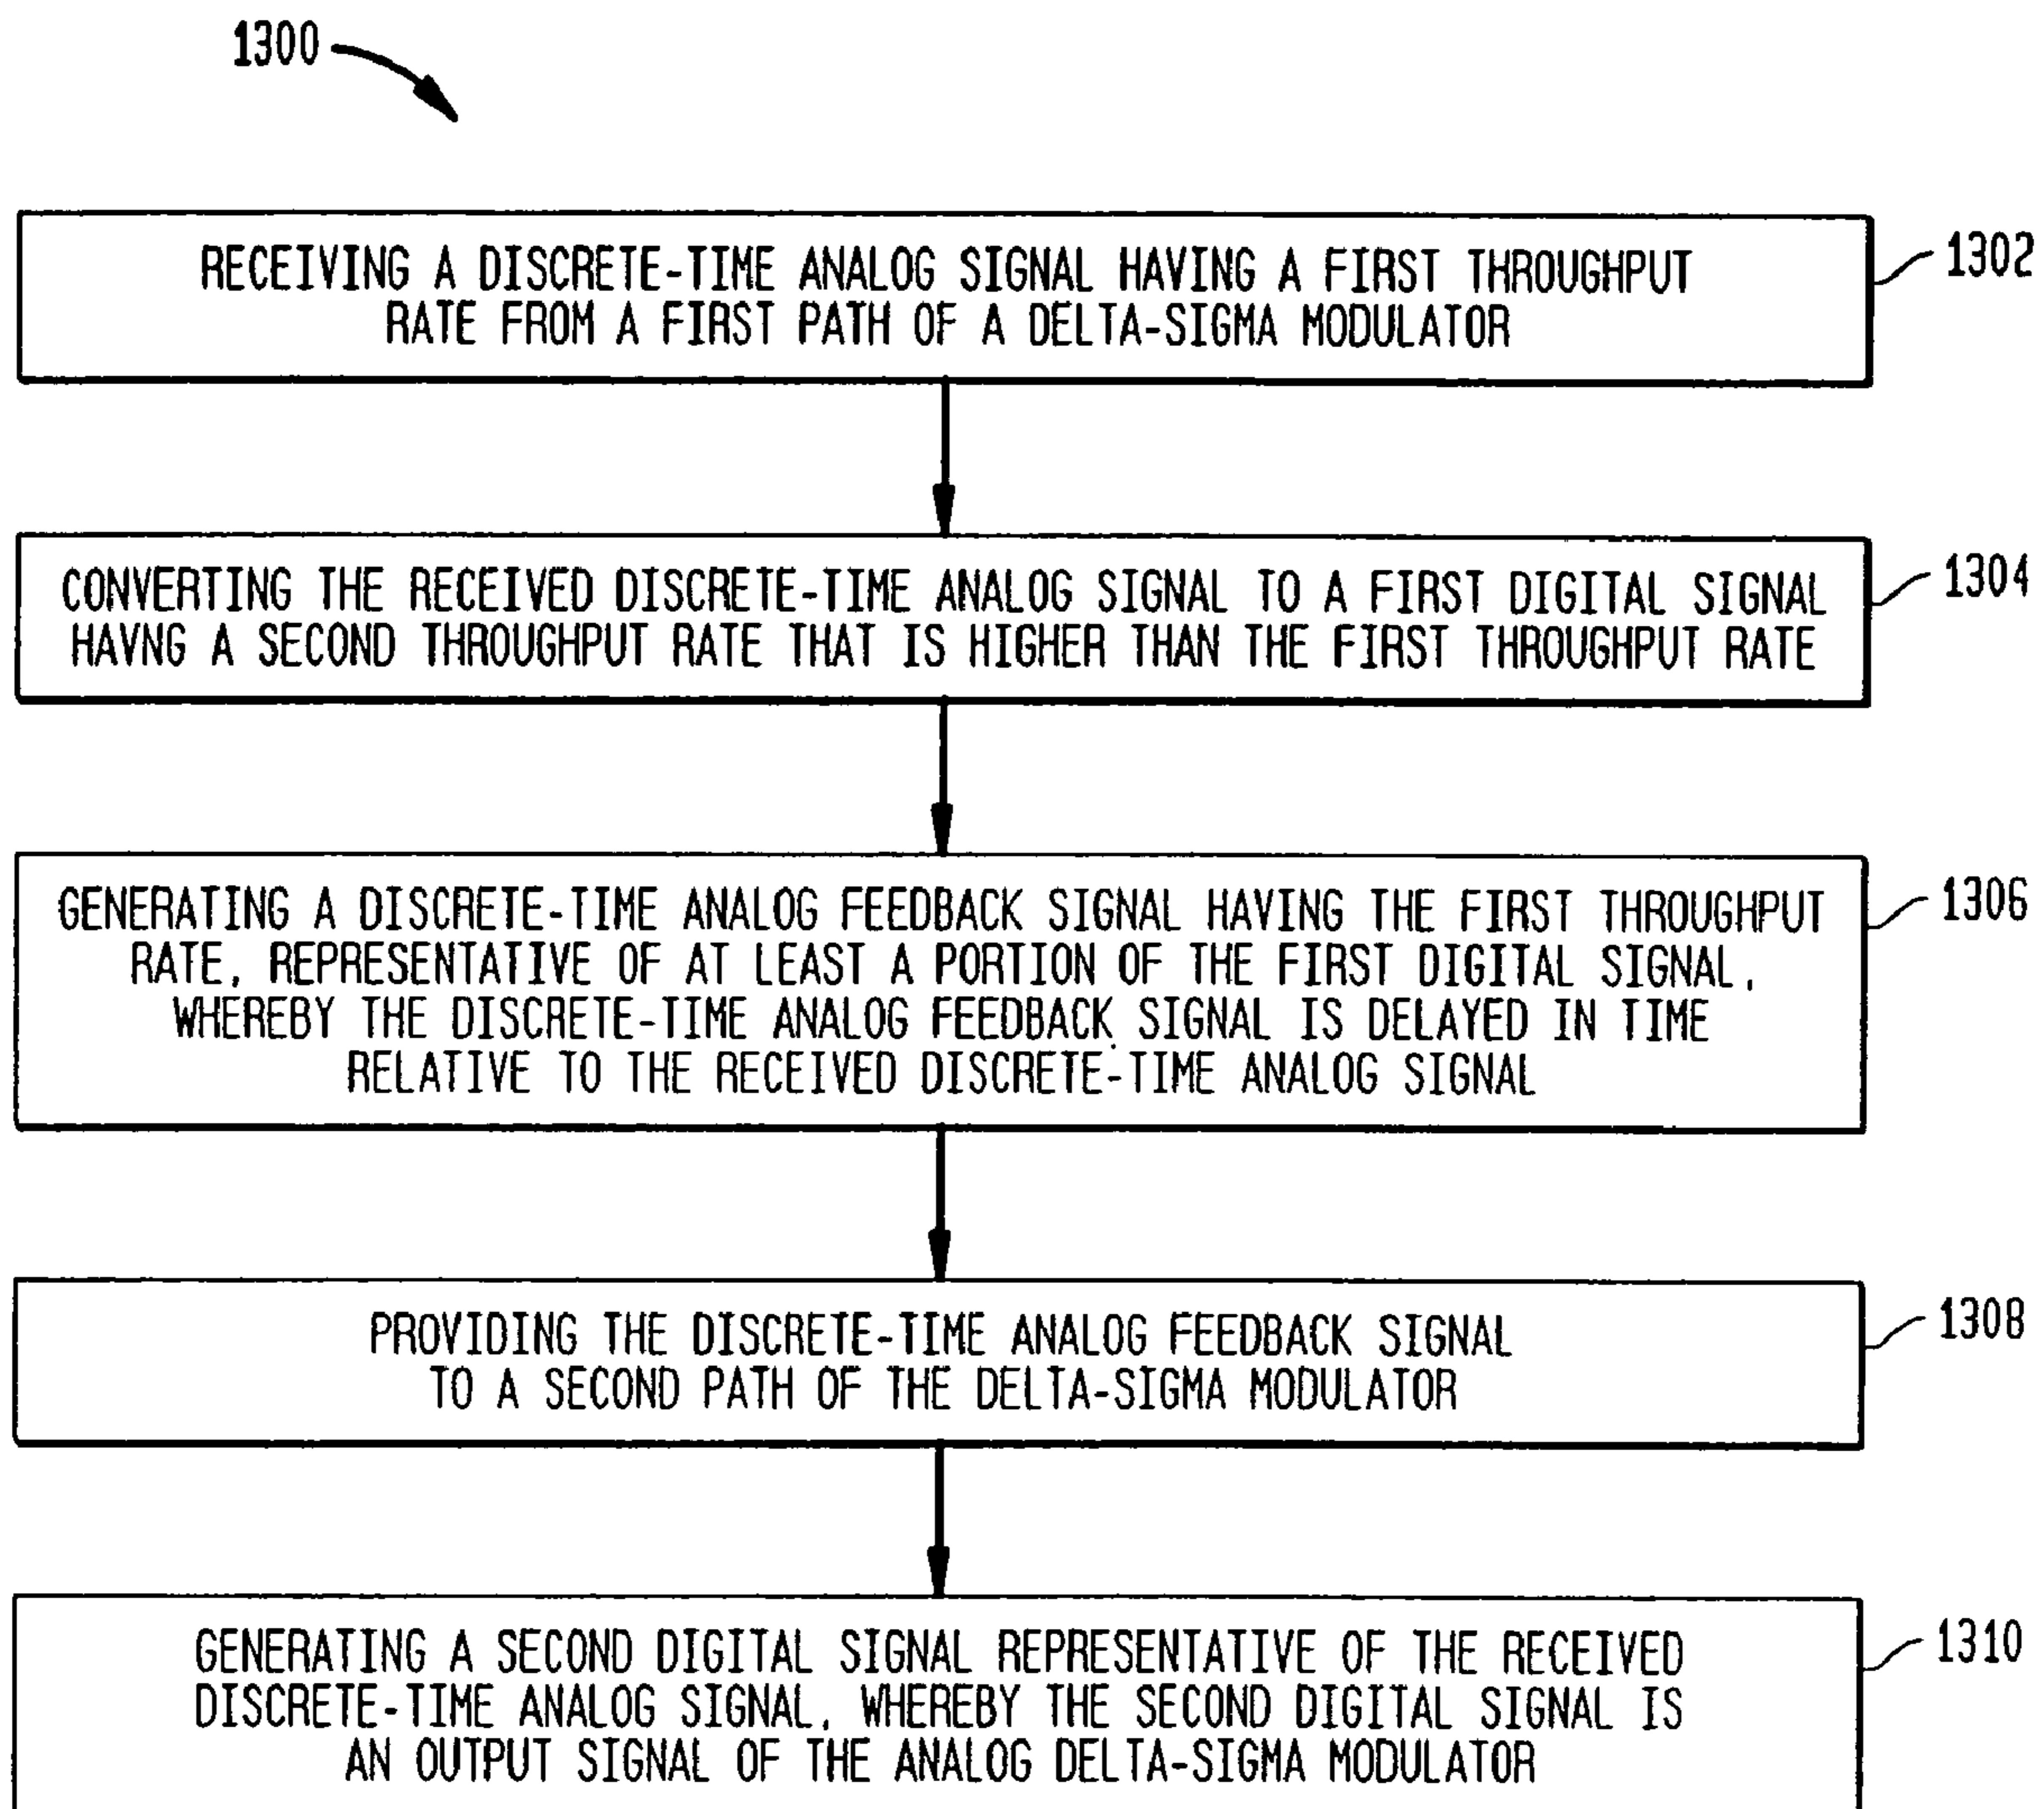 1300
RECEIVING A DISCRETE-TIME ANALOG SIGNAL HAVING A FIRST THROUGHPUT
RATE FROM A FIRST PATH OF A DELTA-SIGMA MODULATOR
1302
CONVERTING THE RECEIVED DISCRETE-TIME ANALOG SIGNAL TO A FIRST DIGITAL SIGNAL
HAVNG A SECOND THROUGHPUT RATE THAT IS HIGHER THAN THE FIRST THROUGHPUT RATE
1304
GENERATING A DISCRETE-TIME ANALOG FEEDBACK SIGNAL HAVING THE FIRST THROUGHPUT
RATE, REPRESENTATIVE OF AT LEAST A PORTION OF THE FIRST DIGITAL SIGNAL,
WHEREBY THE DISCRETE-TIME ANALOG FEEDBACK SIGNAL IS DELAYED IN TIME
RELATIVE TO THE RECEIVED DISCRETE-TIME ANALOG SIGNAL
1306
PROVIDING THE DISCRETE-TIME ANALOG FEEDBACK SIGNAL
TO A SECOND PATH OF THE DELTA-SIGMA MODULATOR
1308
GENERATING A SECOND DIGITAL SIGNAL REPRESENTATIVE OF THE RECEIVED
DISCRETE-TIME ANALOG SIGNAL, WHEREBY THE SECOND DIGITAL SIGNAL IS
AN OUTPUT SIGNAL OF THE ANALOG DELTA-SIGMA MODULATOR
1310